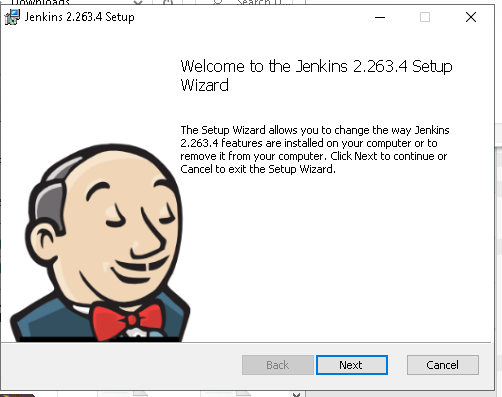 Downloads
Search D
Jenkins 2.263.4 Setup
Welcome to the Jenkins 2.263.4 Setup
Wizard
The Setup Wizard allows you to change the way Jenkins
2.263.4 features are installed on your computer or to
remove it from your computer. Click Next to continue or
Cancel to exit the Setup Wizard.
Back
Next
Cancel